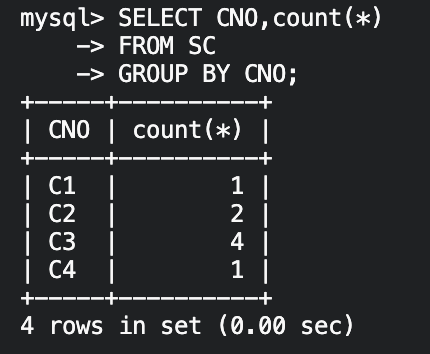 mysql> SELECT CNO,count(*)
    -> FROM SC
    -> GROUP BY CNO;
+-----+----------+
| CNO | count(*) |
+-----+----------+
| C1  |        1 |
| C2  |        2 |
| C3  |        4 |
| C4  |        1 |
+-----+----------+
4 rows in set (0.00 sec)